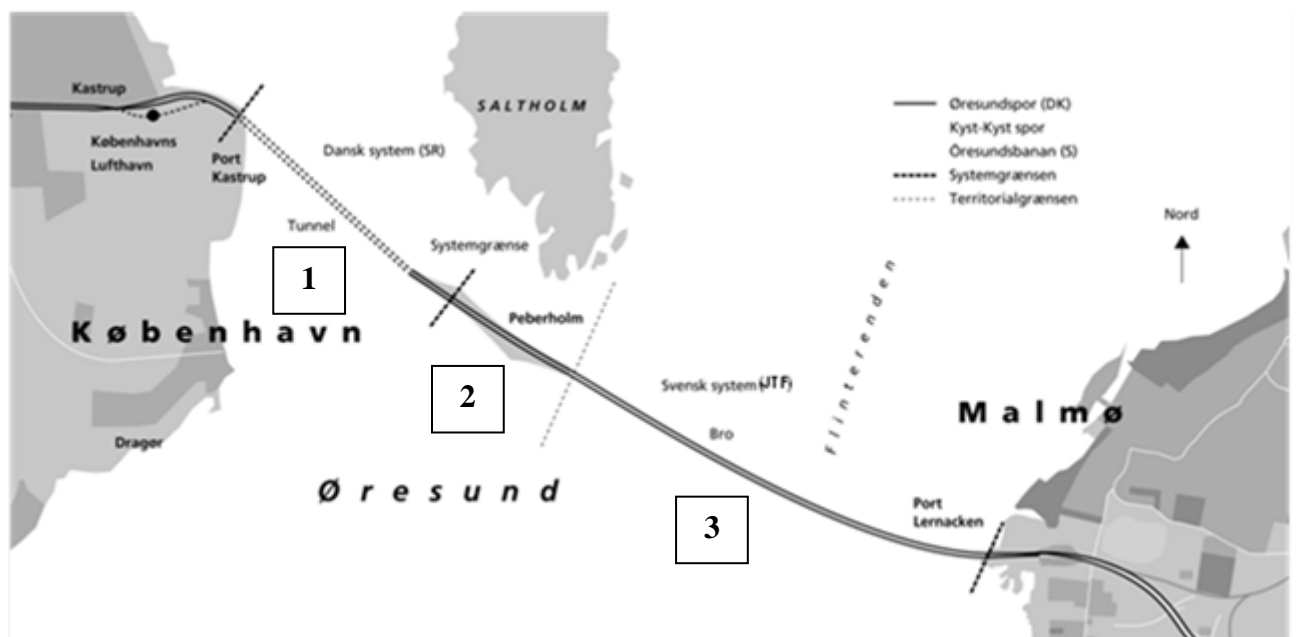 Kastrup
Københavns
Lufthavn
Port
Kastrup
Dansk system (SR)
SALTHOLM
Øresundspor (DK)
Kyst-Kyst spor
Öresundsbanan (S)
Systemgrænsen
Territorialgrænsen
Nord
Tunnel
Systemgrænse
1
København
Peberholm
Flinterenden
2
Svensk system (JTF)
Malmø
Dragør
Bro
Øresund
3
Port
Lernacken